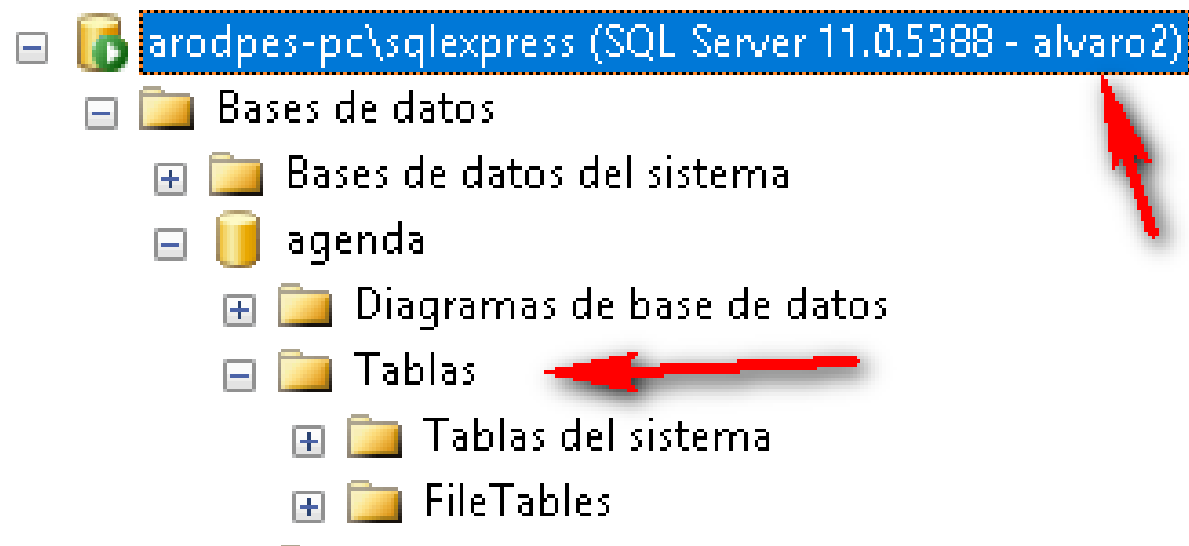 arodpes-pc\sqlexpress (SQL Server 11.0.5388 - alvaro2)
Bases de datos
Bases de datos del sistema
agenda
Diagramas de base de datos
Tablas
Tablas del sistema
FileTables